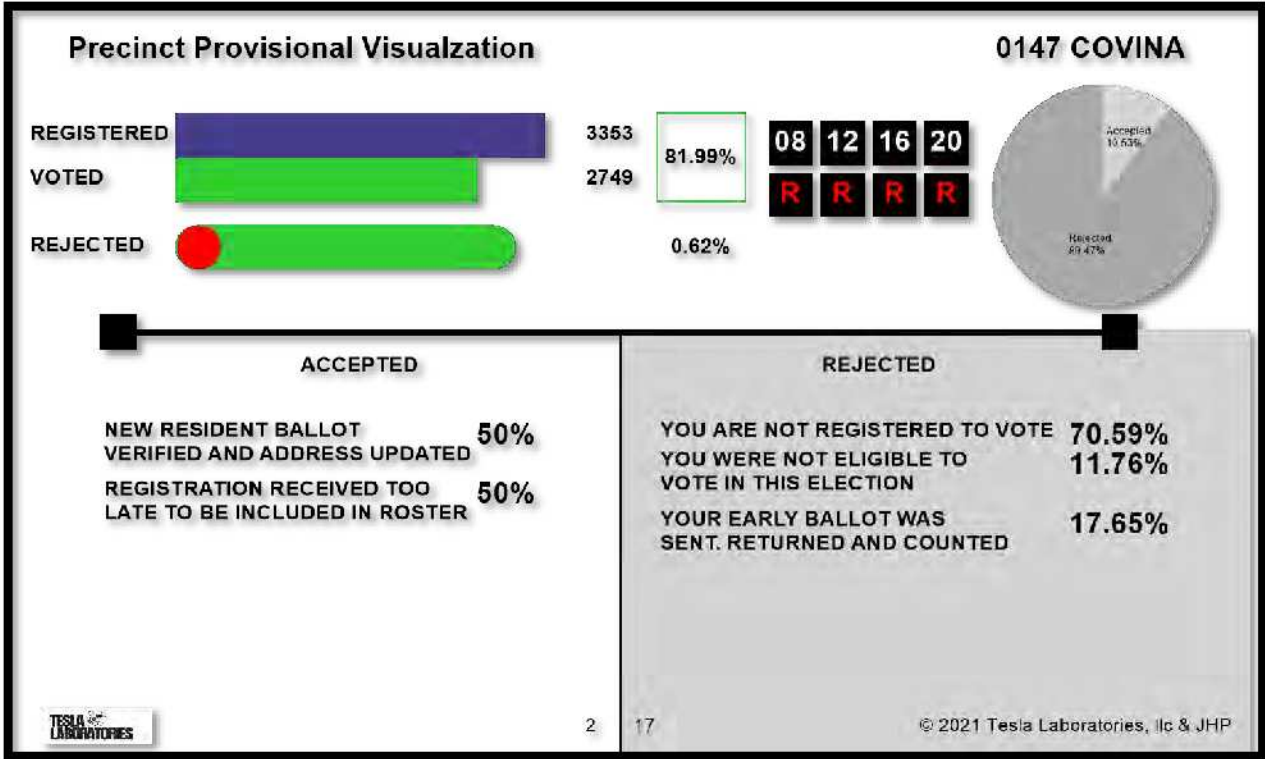 Precinct Provisional Visualzation
0147 COVINA
REGISTERED
3353
VOTED
2749
81.99%
08 12 16 20
R R R R
REJECTED
0.62%
Accepted
10.53%
Rejected
89.47%
ACCEPTED
NEW RESIDENT BALLOT
VERIFIED AND ADDRESS UPDATED
50%
REGISTRATION RECEIVED TOO
LATE TO BE INCLUDED IN ROSTER
50%
REJECTED
YOU ARE NOT REGISTERED TO VOTE
70.59%
YOU WERE NOT ELIGIBLE TO
VOTE IN THIS ELECTION
11.76%
YOUR EARLY BALLOT WAS
SENT. RETURNED AND COUNTED
17.65%
TESLA
LABORATORIES
2
17
© 2021 Tesla Laboratories, llc & JHP